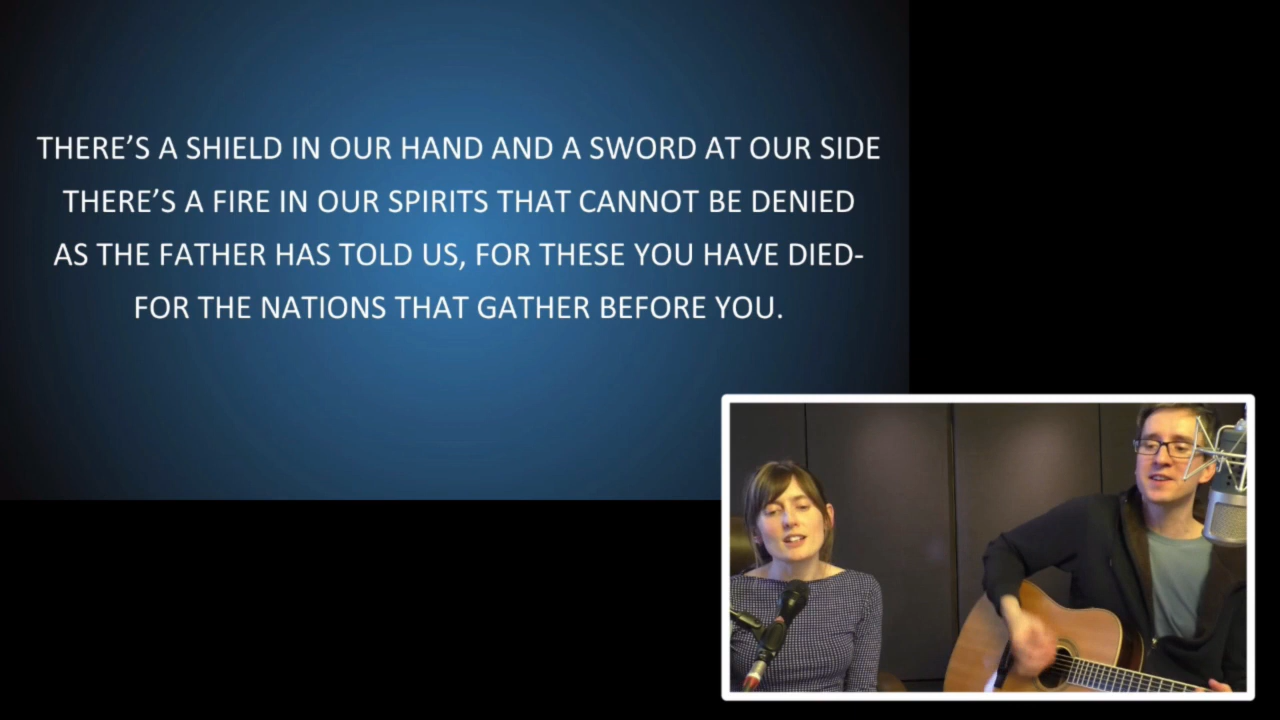 THERE'S A SHIELD IN OUR HAND AND A SWORD AT OUR SIDE
THERE'S A FIRE IN OUR SPIRITS THAT CANNOT BE DENIED
AS THE FATHER HAS TOLD US, FOR THESE YOU HAVE DIED-
FOR THE NATIONS THAT GATHER BEFORE YOU.